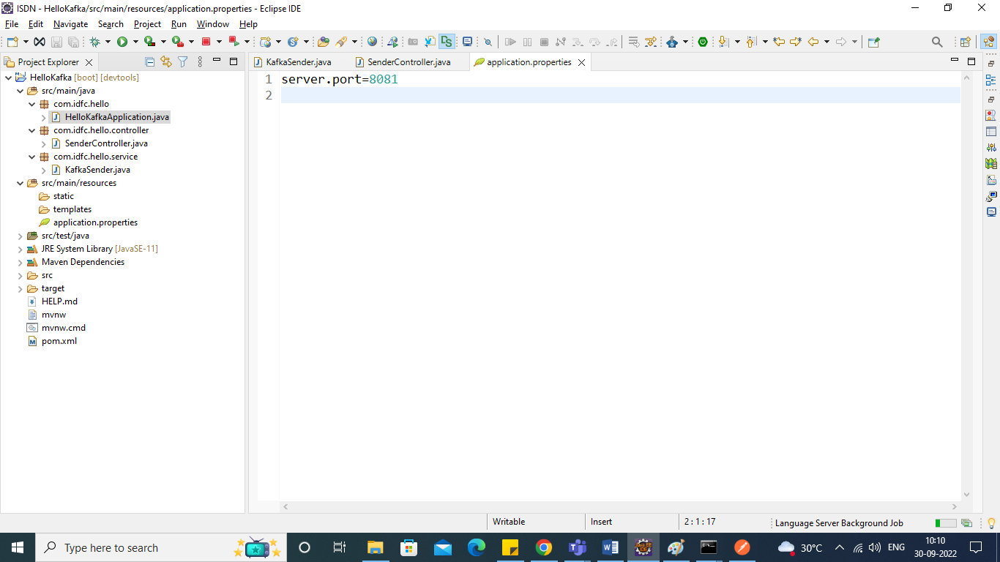 ISDN - HelloKafka/src/main/resources/application.properties - Eclipse IDE
File Edit Navigate Search Project Run Window Help
Project Explorer
KafkaSender.java SenderController.java application.properties
HelloKafka [boot] [devtools]
src/main/java
com.idfc.hello
HelloKafkaApplication.java
com.idfc.hello.controller
SenderController.java
com.idfc.hello.service
KafkaSender.java
src/main/resources
static
templates
application.properties
src/test/java
JRE System Library [JavaSE-11]
Maven Dependencies
src
target
HELP.md
mvnw
mvnw.cmd
pom.xml
1 server.port=8081
2
Writable Insert 2 : 1 : 17 Language Server Background Job
Type here to search
30°C ENG
10:10
30-09-2022